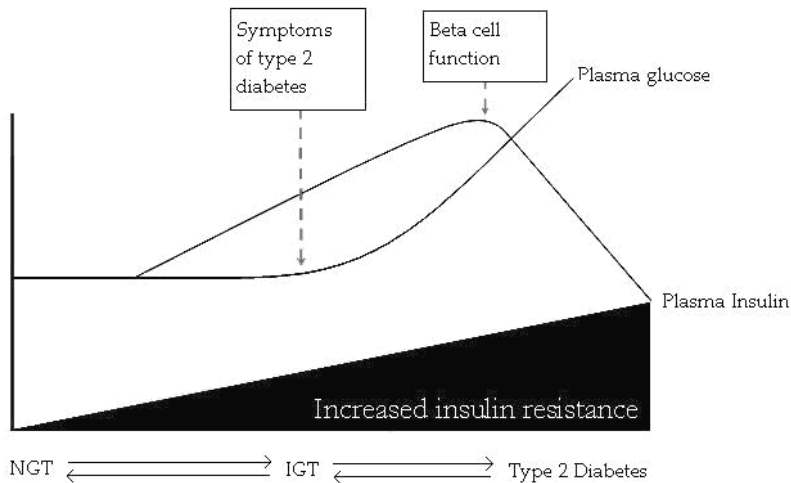 Symptoms
of type 2
diabetes
Beta cell
function
Plasma glucose
Plasma Insulin
Increased insulin resistance
NGT
IGT
Type 2 Diabetes